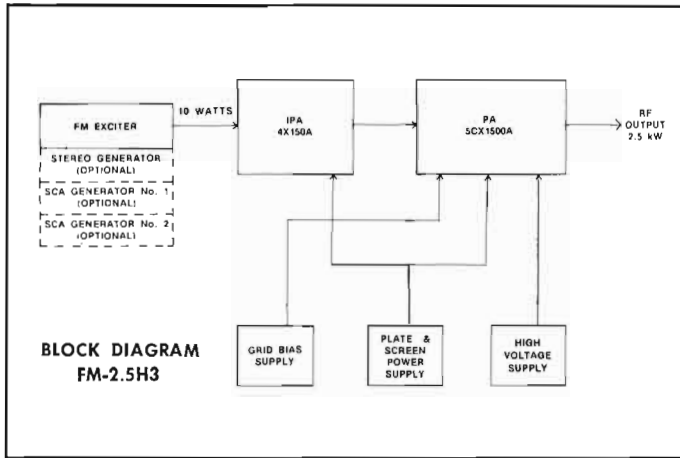 10 WATTS
FM EXCITER
STEREO GENERATOR
(OPTIONAL)
SCA GENERATOR No. 1
(OPTIONAL)
SCA GENERATOR No. 2
(OPTIONAL)
IPA
4X150A
PA
5CX1500A
RF
OUTPUT
2.5 kW
BLOCK DIAGRAM
FM-2.5H3
GRID BIAS
SUPPLY
PLATE &
SCREEN
POWER
SUPPLY
HIGH
VOLTAGE
SUPPLY